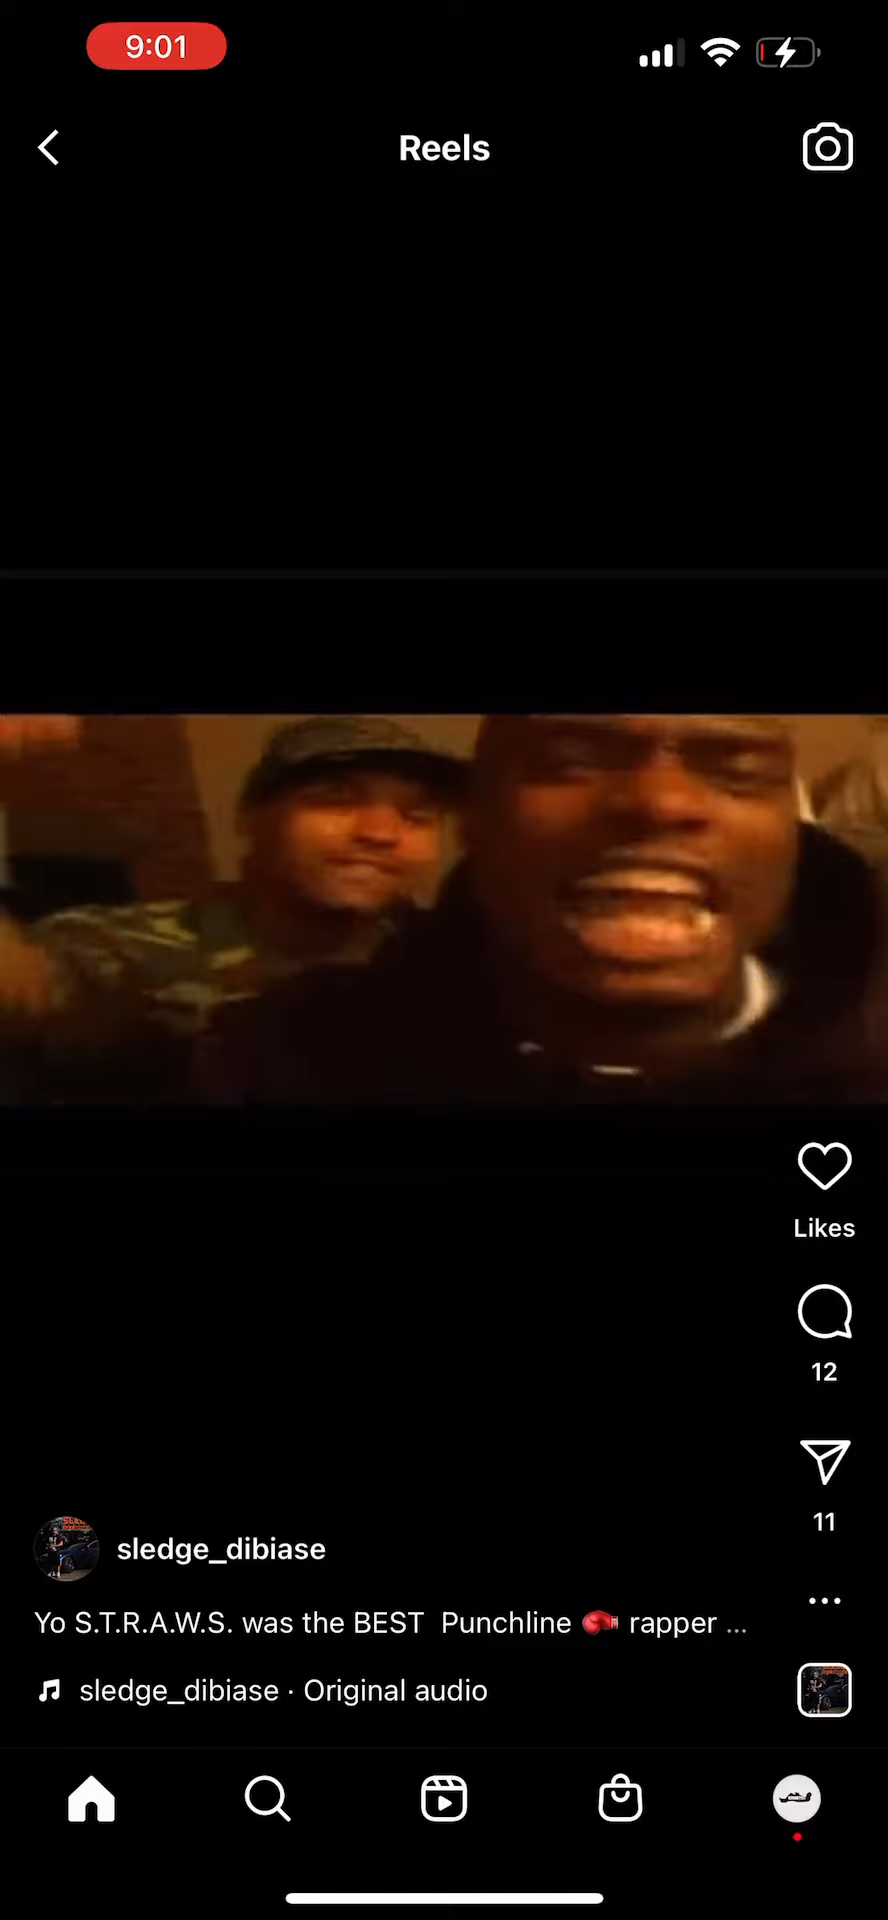 9:01
Reels
Likes
12
11
sledge_dibiase
Yo S.T.R.A.W.S. was the BEST Punchline 🥊 rapper ...
sledge_dibiase · Original audio